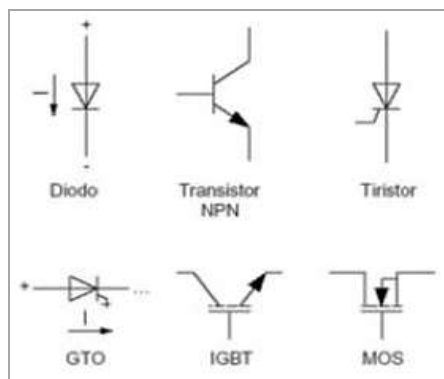 +
I
-
Diodo
Transistor
NPN
Tiristor
+
...
I
GTO
IGBT
MOS